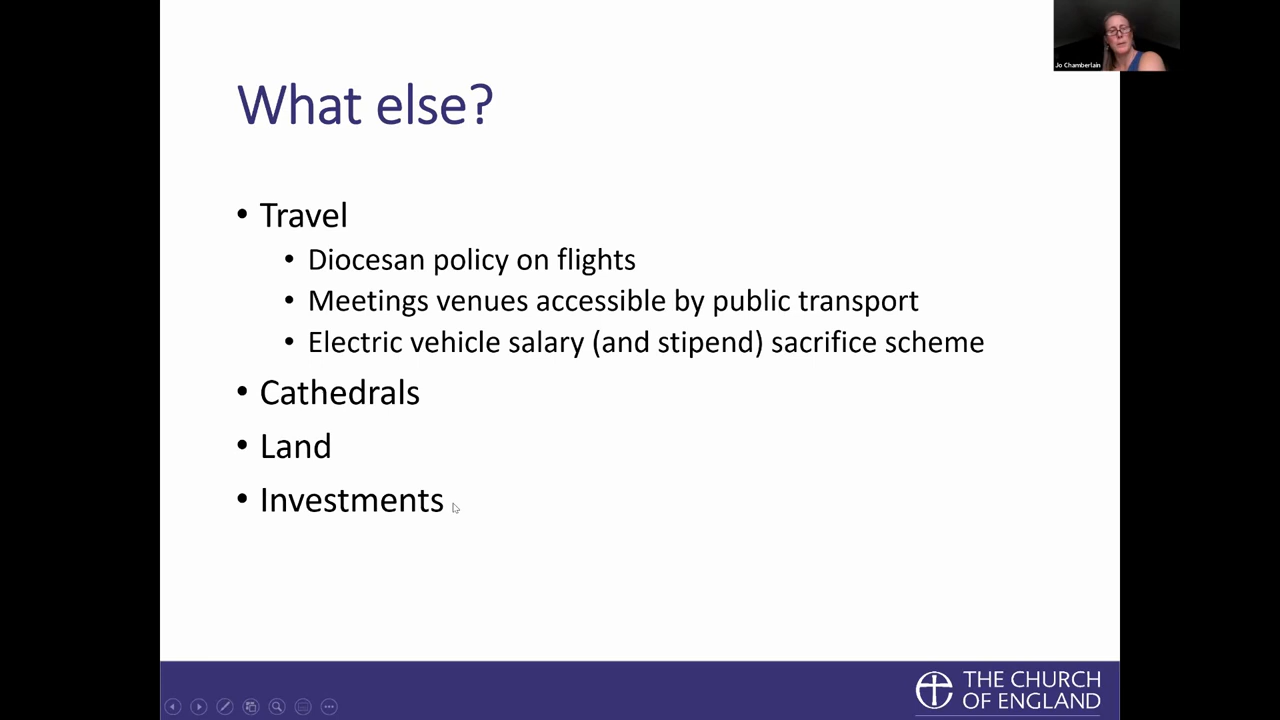 Jo Chamberlain
What else?
• Travel
• Diocesan policy on flights
• Meetings venues accessible by public transport
• Electric vehicle salary (and stipend) sacrifice scheme
• Cathedrals
• Land
• Investments
THE CHURCH
OF ENGLAND